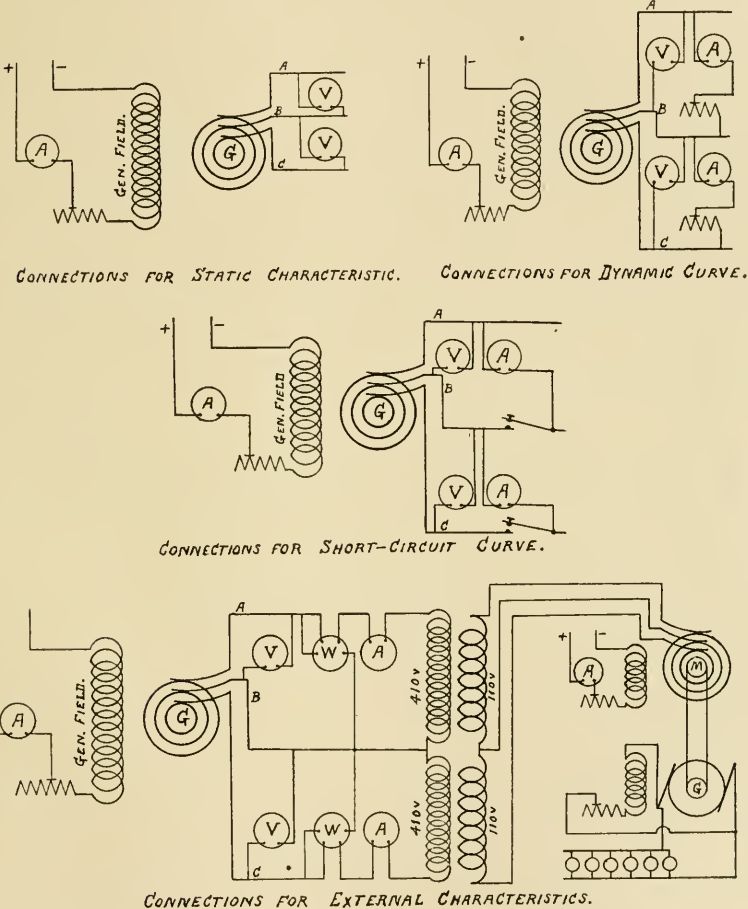 + -
A
GEN. FIELD.
G
A
B
C
V
V
CONNECTIONS FOR STATIC CHARACTERISTIC.
+ -
A
GEN. FIELD.
G
A
B
C
V
A
V
A
CONNECTIONS FOR DYNAMIC CURVE.
+ -
A
GEN. FIELD
G
A
B
C
V
A
V
A
CONNECTIONS FOR SHORT-CIRCUIT CURVE.
A
GEN. FIELD.
G
A
B
C
V
W
A
V
W
A
410V
110V
410V
110V
+ -
A
M
G
CONNECTIONS FOR EXTERNAL CHARACTERISTICS.